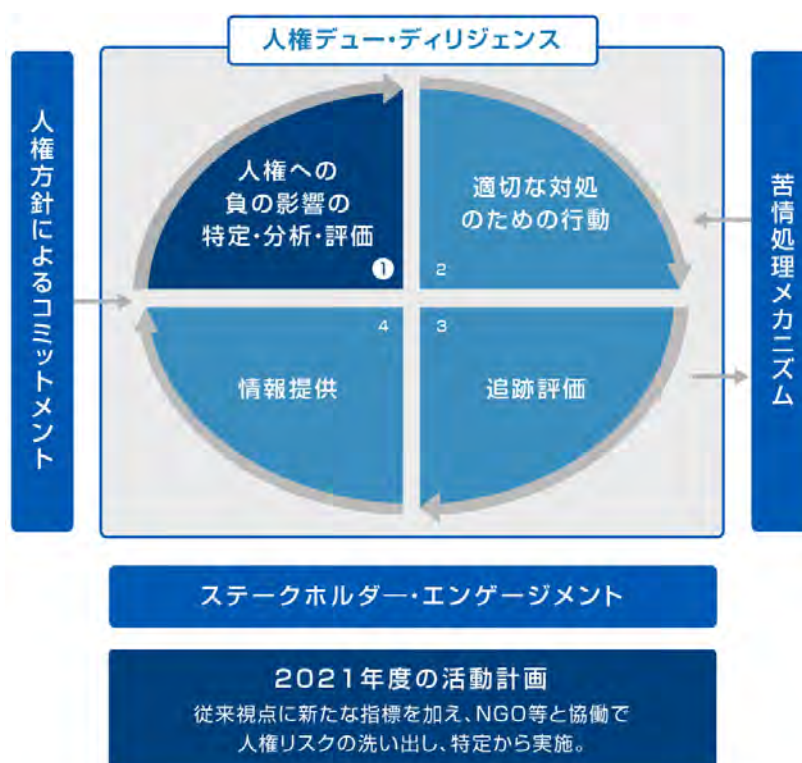 人権デュー・ディリジェンス
人権方針によるコミットメント
人権への
負の影響の
特定・分析・評価
1
適切な対処
のための行動
2
4
情報提供
3
追跡評価
苦情処理メカニズム
ステークホルダー・エンゲージメント
2021年度の活動計画
従来視点に新たな指標を加え、NGO等と協働で
人権リスクの洗い出し、特定から実施。